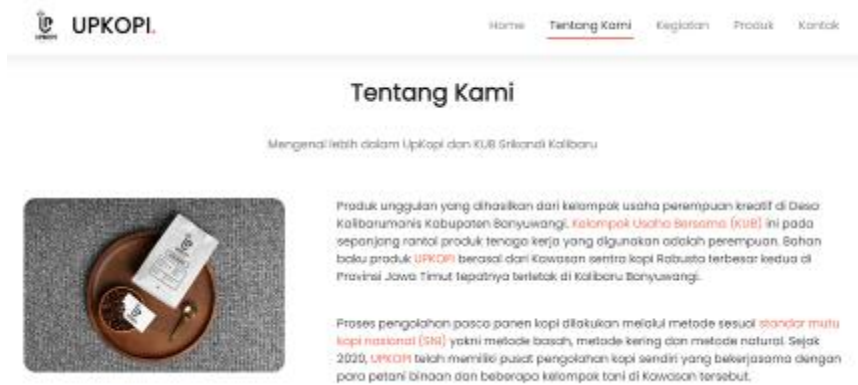 UPKOPI.
Home Tentang Kami Kegiatan Produk Kontak
Tentang Kami
Mengenal lebih dalam UpKopi dan KUB Srikandi Kalibaru
Produk unggulan yang dihasilkan dari kelompok usaha perempuan kreatif di Desa
Kalibarumanis Kabupaten Banyuwangi. Kelompok Usaha Bersama (KUB) ini pada
sepanjang rantai produk tenaga kerja yang digunakan adalah perempuan. Bahan
baku produk UPKOPI berasal dari Kawasan sentra kopi Robusta terbesar kedua di
Provinsi Jawa Timut tepatnya terletak di Kalibaru Banyuwangi.
Proses pengolahan pasca panen kopi dilakukan melalui metode sesuai standar mutu
kopi nasional (SNI) yakni metode basah, metode kering dan metode natural. Sejak
2020, UPKOPI telah memiliki pusat pengolahan kopi sendiri yang bekerjasama dengan
para petani binaan dan beberapa kelompok tani di Kawasan tersebut.